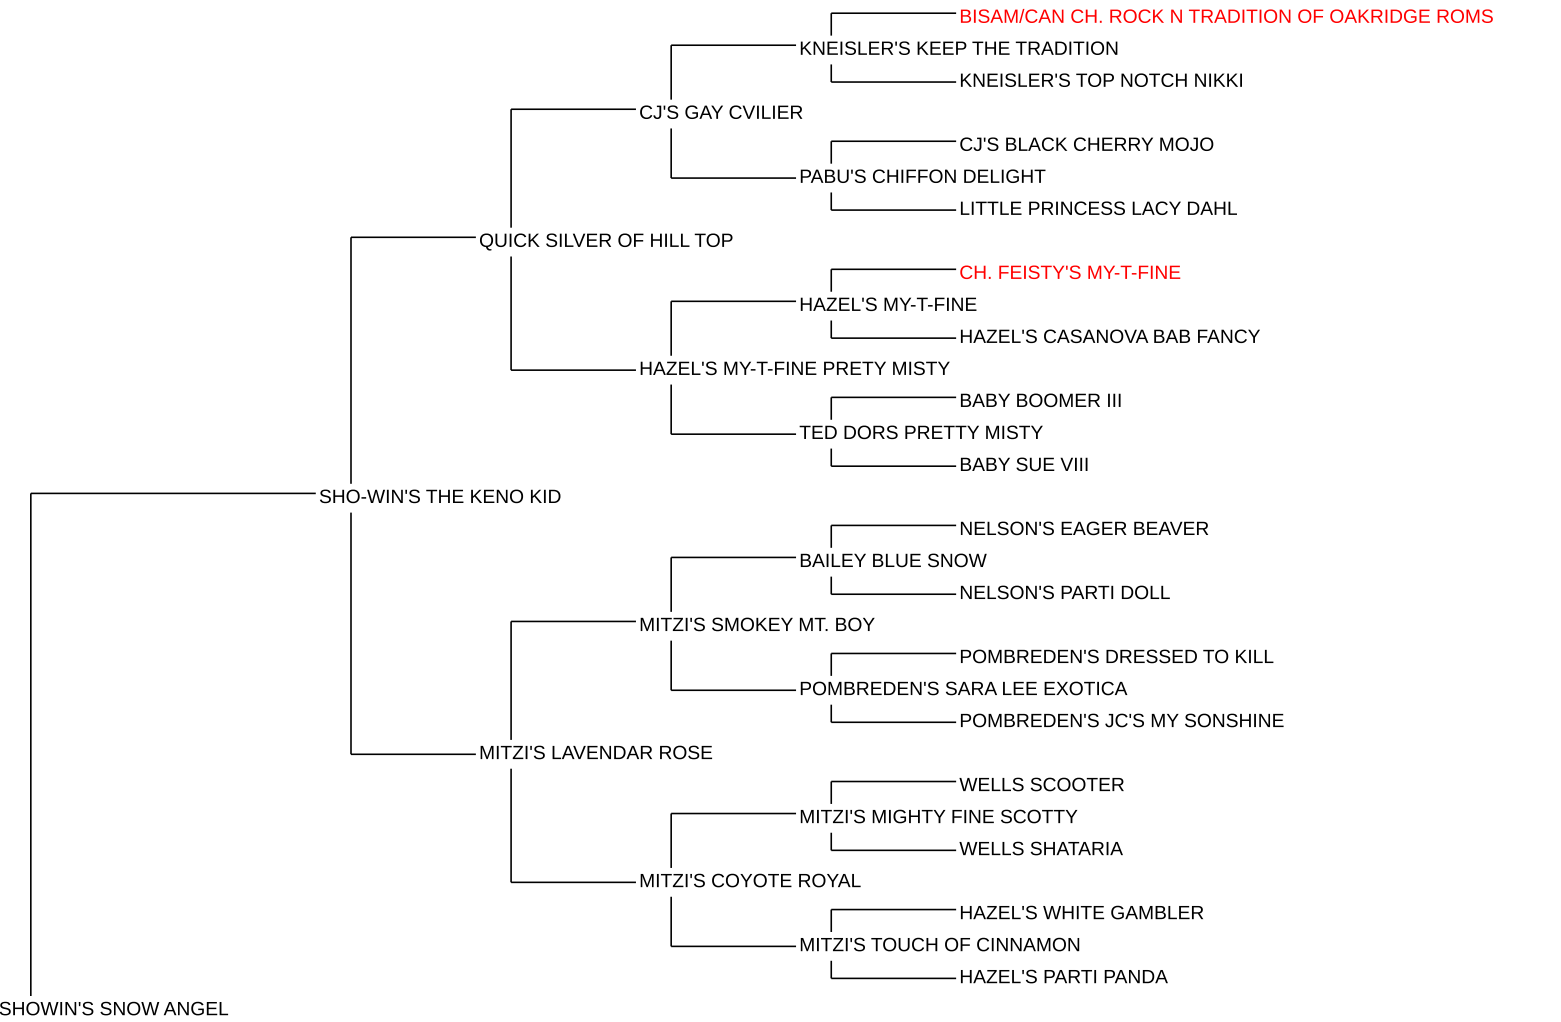 BISAM/CAN CH. ROCK N TRADITION OF OAKRIDGE ROMS
KNEISLER'S KEEP THE TRADITION
KNEISLER'S TOP NOTCH NIKKI
CJ'S GAY CVILIER
CJ'S BLACK CHERRY MOJO
PABU'S CHIFFON DELIGHT
LITTLE PRINCESS LACY DAHL
QUICK SILVER OF HILL TOP
CH. FEISTY'S MY-T-FINE
HAZEL'S MY-T-FINE
HAZEL'S CASANOVA BAB FANCY
HAZEL'S MY-T-FINE PRETY MISTY
BABY BOOMER III
TED DORS PRETTY MISTY
BABY SUE VIII
SHO-WIN'S THE KENO KID
NELSON'S EAGER BEAVER
BAILEY BLUE SNOW
NELSON'S PARTI DOLL
MITZI'S SMOKEY MT. BOY
POMBREDEN'S DRESSED TO KILL
POMBREDEN'S SARA LEE EXOTICA
POMBREDEN'S JC'S MY SONSHINE
MITZI'S LAVENDAR ROSE
WELLS SCOOTER
MITZI'S MIGHTY FINE SCOTTY
WELLS SHATARIA
MITZI'S COYOTE ROYAL
HAZEL'S WHITE GAMBLER
MITZI'S TOUCH OF CINNAMON
HAZEL'S PARTI PANDA
SHOWIN'S SNOW ANGEL